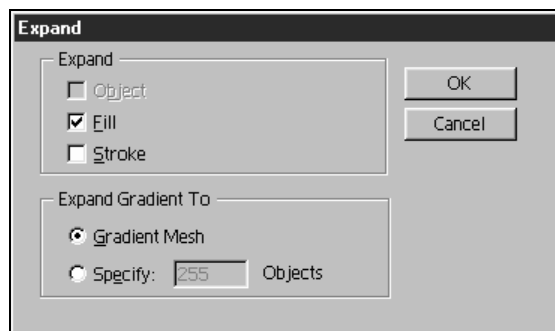 Expand
Expand
Object
Fill
Stroke
OK
Cancel
Expand Gradient To
Gradient Mesh
Specify: 255 Objects